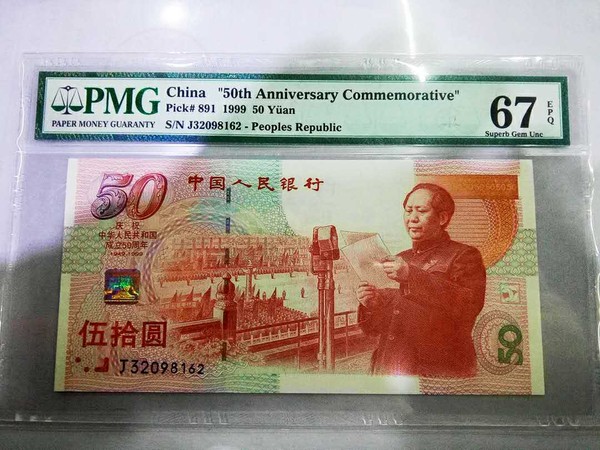 PMG
PAPER MONEY GUARANTY
China "50th Anniversary Commemorative"
Pick# 891 1999 50 Yüan
S/N J32098162 - Peoples Republic
67 EPQ
Superb Gem Unc
50
中国人民银行
庆祝
中华人民共和国
成立50周年
1949-1999
伍拾圆
J32098162
50